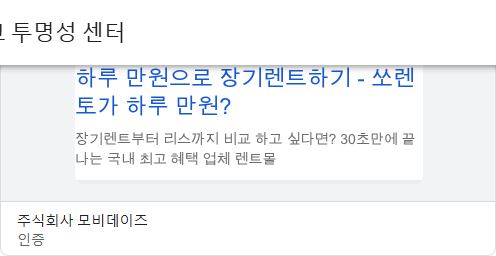 투명성 센터
하루 만원으로 장기렌트하기 - 쏘렌
토가 하루 만원?
장기렌트부터 리스까지 비교 하고 싶다면? 30초만에 끝
나는 국내 최고 혜택 업체 렌트몰
주식회사 모비데이즈
인증